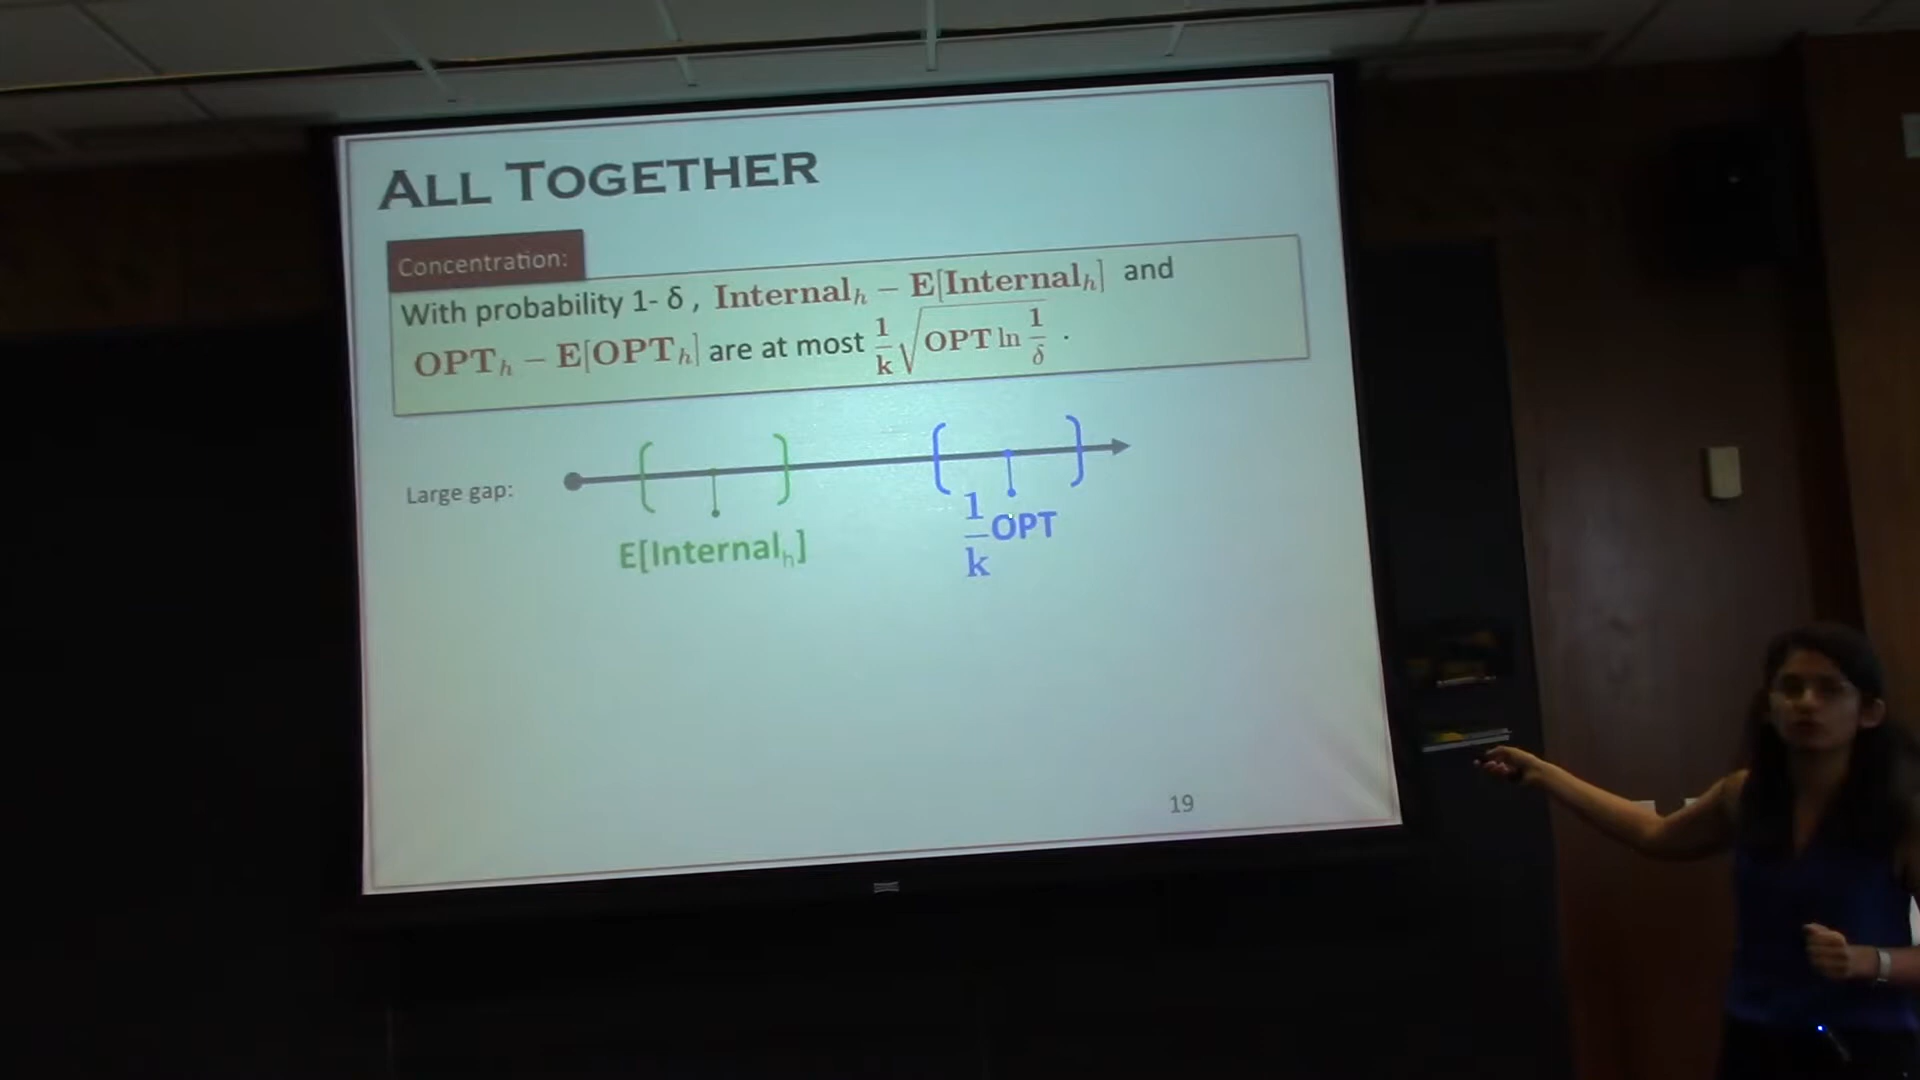 ALL TOGETHER
Concentration:
With probability 1- δ , Internal_h − E[Internal_h] and
OPT_h − E[OPT_h] are at most 1/k √(OPT ln 1/δ) .
Large gap:
E[Internal_h]
1/k OPT
19